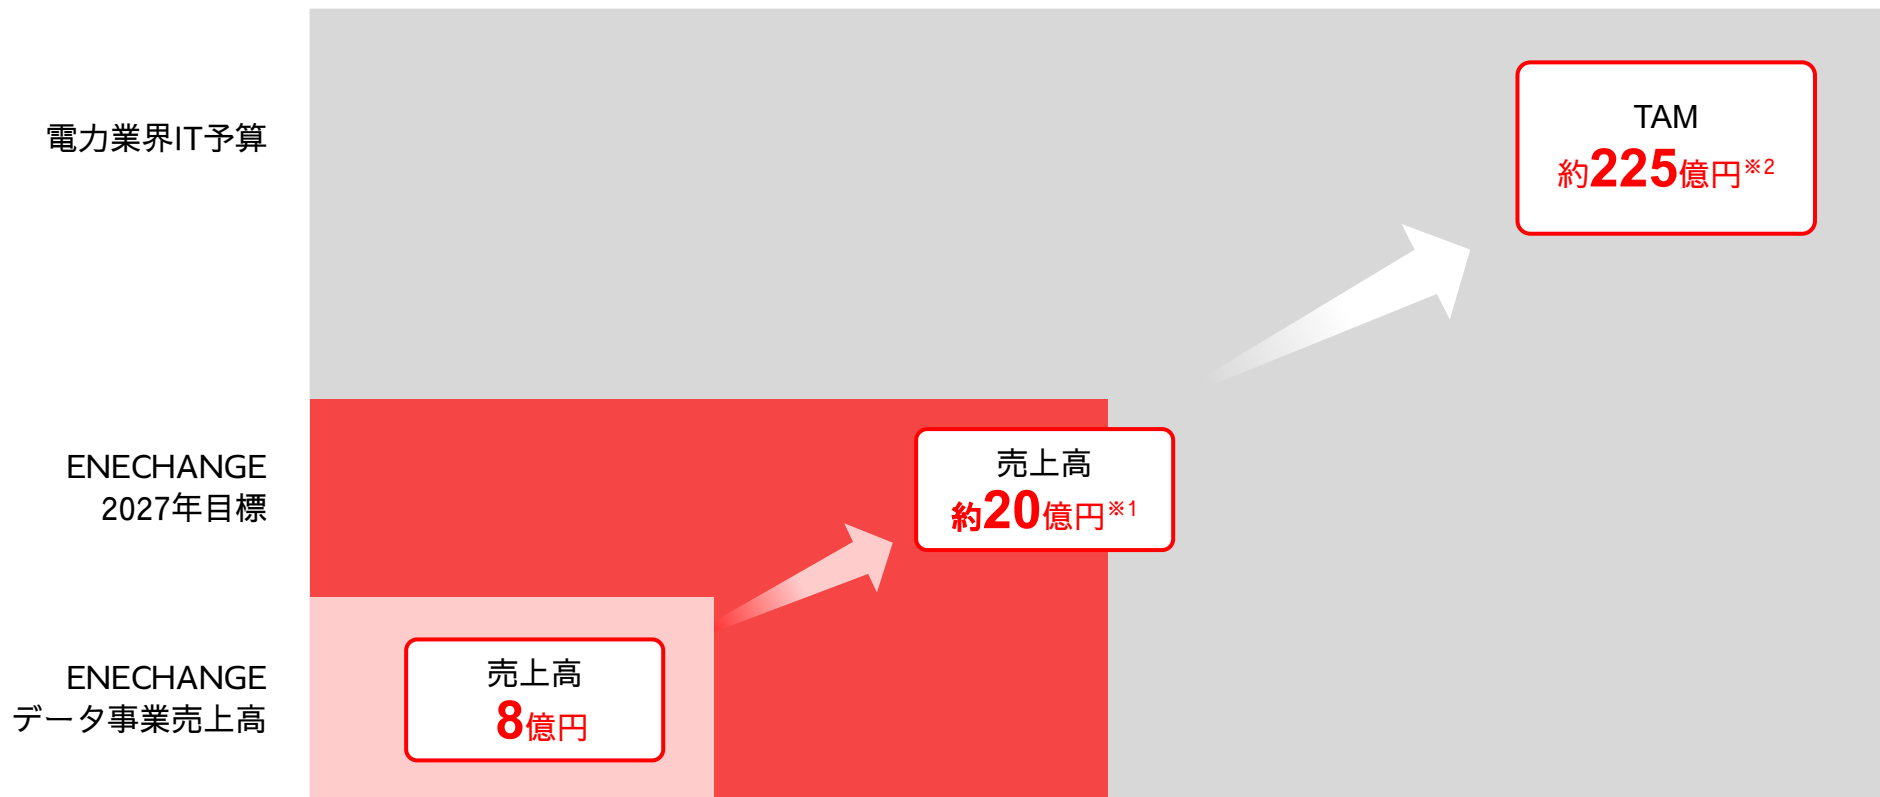 電力業界IT予算
TAM
約225億円※2
ENECHANGE
2027年目標
売上高
約20億円※1
ENECHANGE
データ事業売上高
売上高
8億円